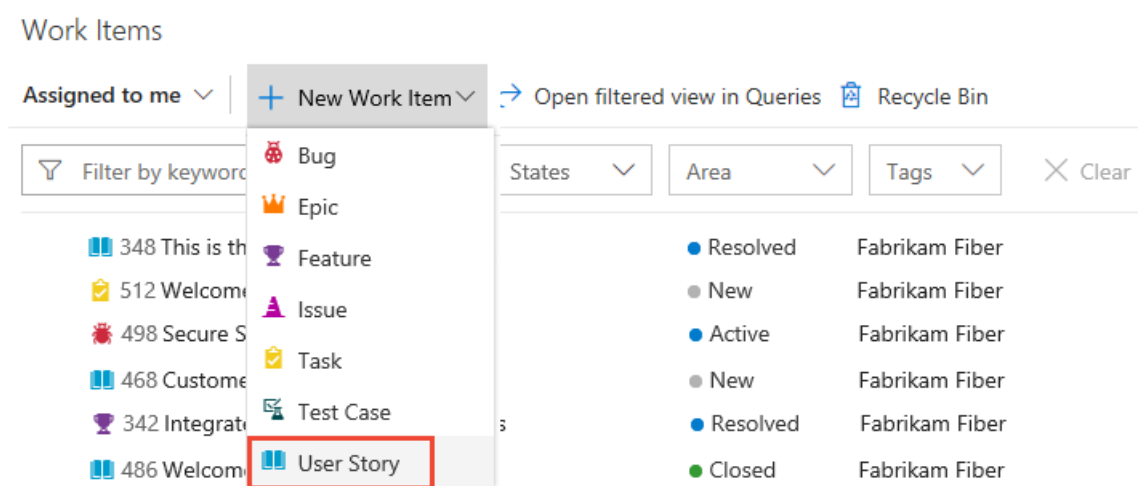 Work Items
Assigned to me
New Work Item
Open filtered view in Queries
Recycle Bin
Filter by keyword
States
Area
Tags
Clear
Bug
Epic
Feature
Issue
Task
Test Case
User Story
348 This is th
Resolved
Fabrikam Fiber
512 Welcome
New
Fabrikam Fiber
498 Secure S
Active
Fabrikam Fiber
468 Custome
New
Fabrikam Fiber
342 Integrate
s
Resolved
Fabrikam Fiber
486 Welcom
Closed
Fabrikam Fiber